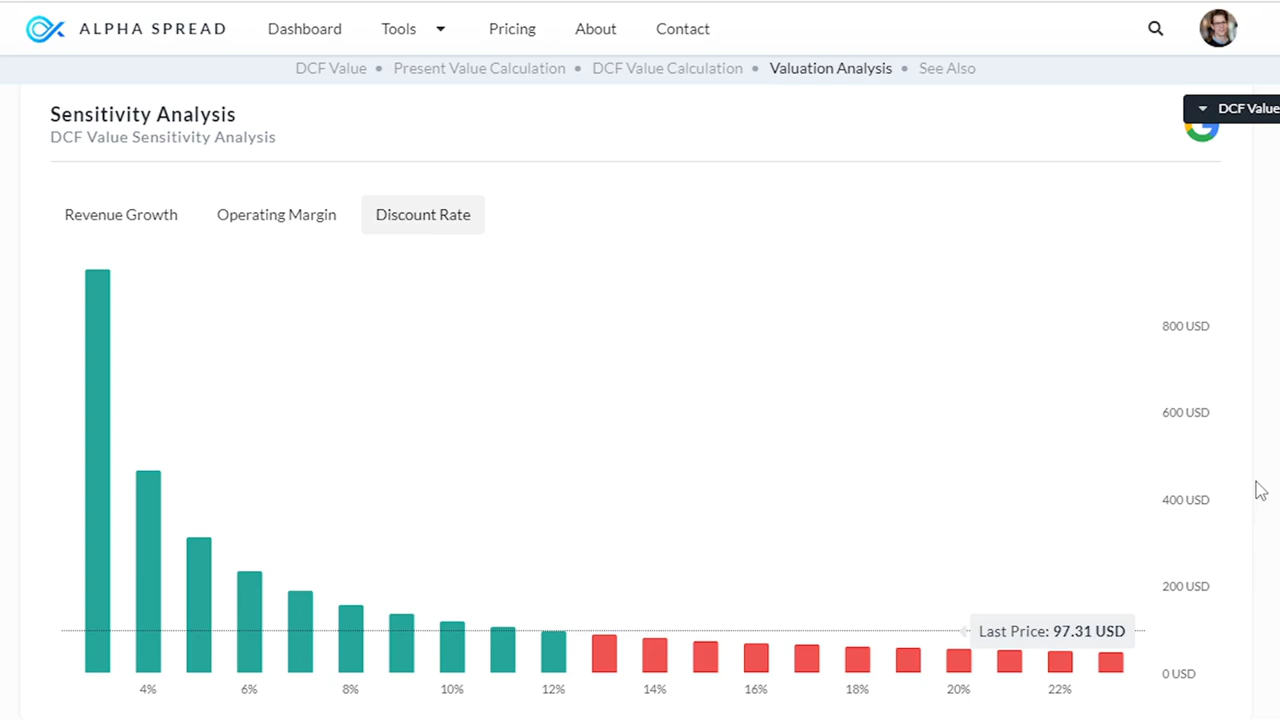 ALPHA SPREAD Dashboard Tools Pricing About Contact
DCF Value • Present Value Calculation • DCF Value Calculation • Valuation Analysis • See Also
Sensitivity Analysis
DCF Value
DCF Value Sensitivity Analysis
Revenue Growth Operating Margin Discount Rate
800 USD
600 USD
400 USD
200 USD
Last Price: 97.31 USD
0 USD
4% 6% 8% 10% 12% 14% 16% 18% 20% 22%